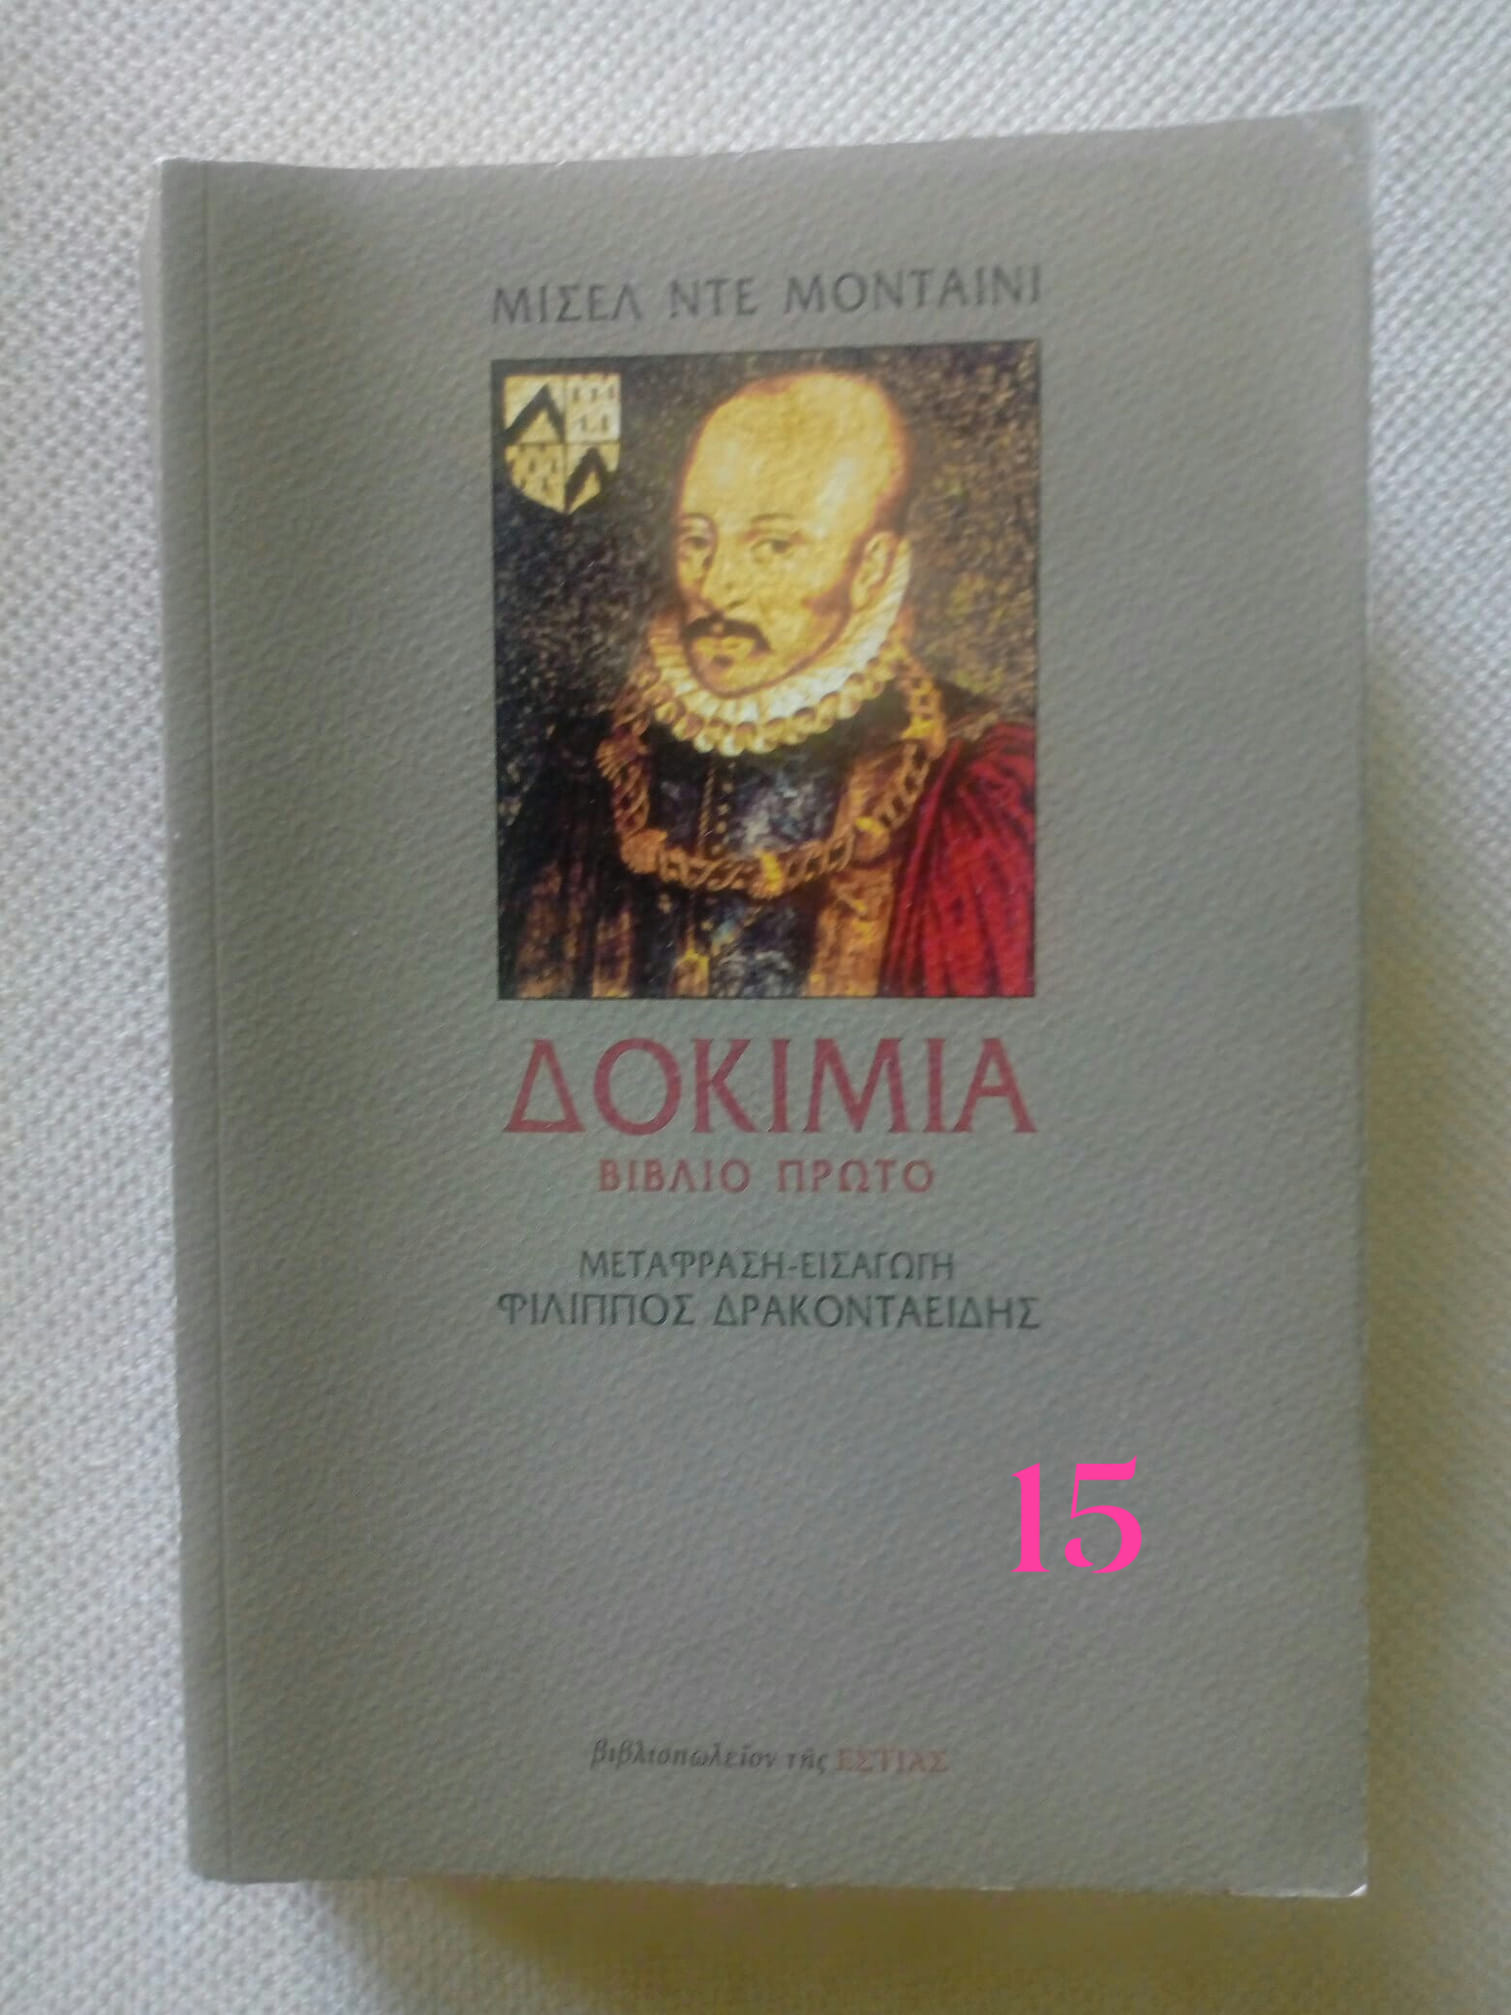 ΜΙΣΕΛ ΝΤΕ ΜΟΝΤΑΙΝΙ
ΔΟΚΙΜΙΑ
ΒΙΒΛΙΟ ΠΡΩΤΟ
ΜΕΤΑΦΡΑΣΗ-ΕΙΣΑΓΩΓΗ
ΦΙΛΙΠΠΟΣ ΔΡΑΚΟΝΤΑΕΙΔΗΣ
15
βιβλιοπωλεῖον τῆς ΕΣΤΙΑΣ